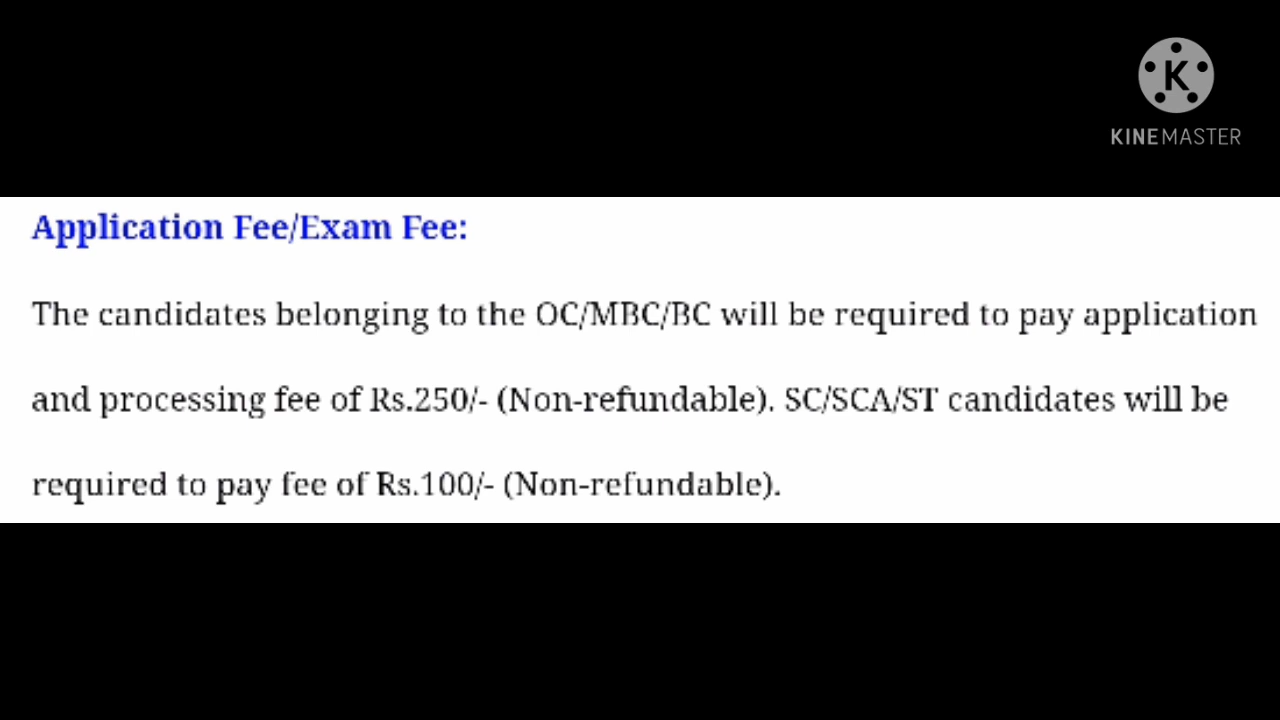 K
KINEMASTER
Application Fee/Exam Fee:
The candidates belonging to the OC/MBC/BC will be required to pay application
and processing fee of Rs.250/- (Non-refundable). SC/SCA/ST candidates will be
required to pay fee of Rs.100/- (Non-refundable).